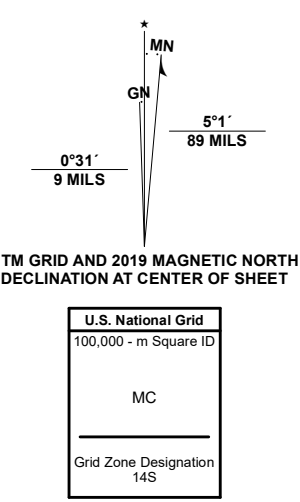 ★
MN
GN
5°1´
89 MILS
0°31´
9 MILS
TM GRID AND 2019 MAGNETIC NORTH
DECLINATION AT CENTER OF SHEET
U.S. National Grid
100,000 - m Square ID
MC
Grid Zone Designation
14S